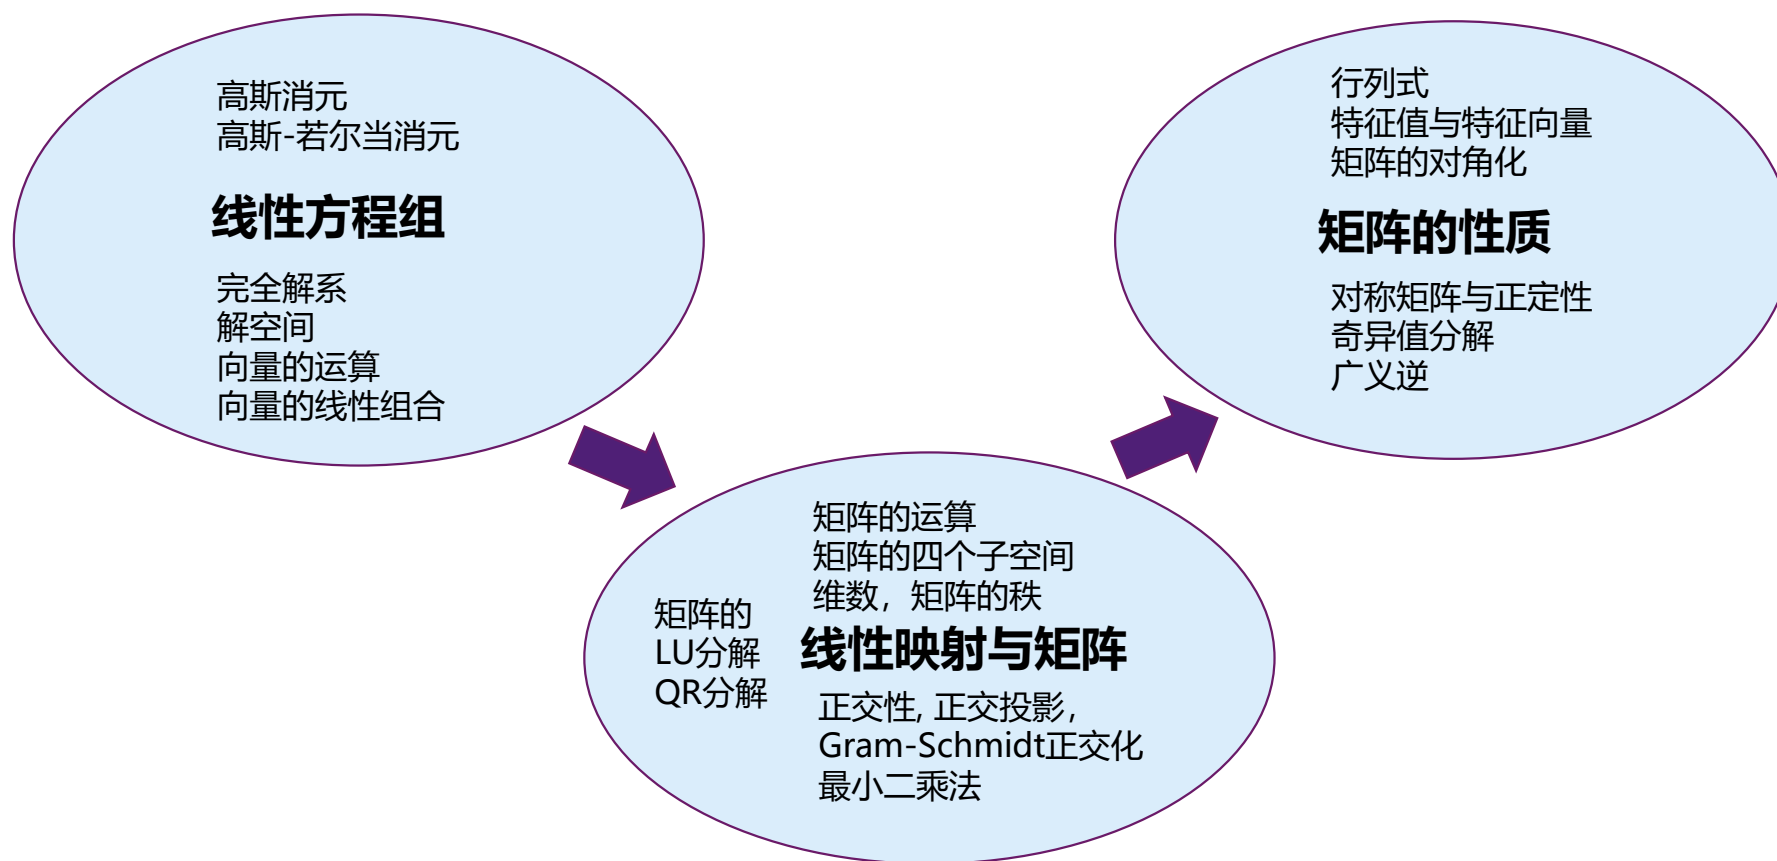 高斯消元
高斯-若尔当消元
线性方程组
完全解系
解空间
向量的运算
向量的线性组合
矩阵的运算
矩阵的四个子空间
维数，矩阵的秩
矩阵的
LU分解
QR分解
线性映射与矩阵
正交性, 正交投影，
Gram-Schmidt正交化
最小二乘法
行列式
特征值与特征向量
矩阵的对角化
矩阵的性质
对称矩阵与正定性
奇异值分解
广义逆